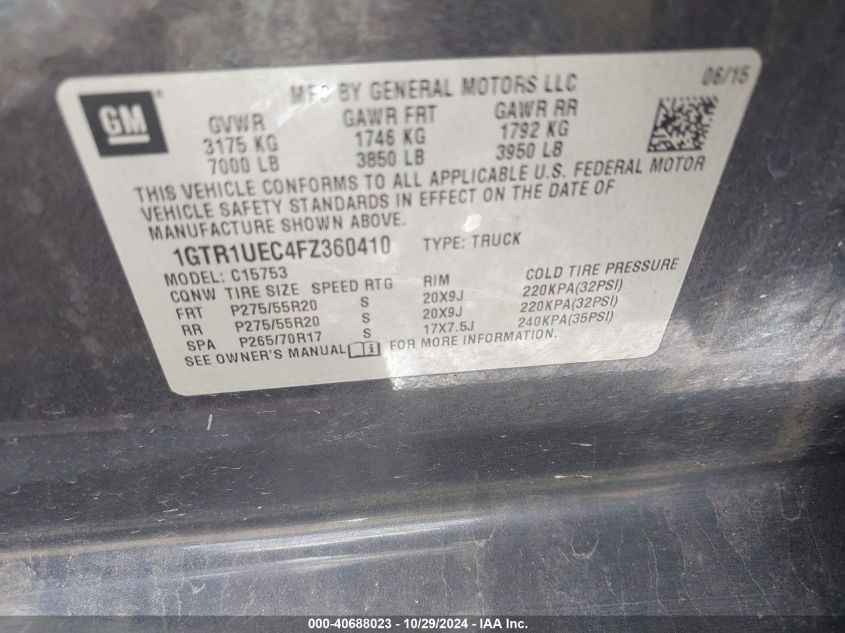 MFD BY GENERAL MOTORS LLC 06/15
GM
GVWR GAWR FRT GAWR RR
3175 KG 1746 KG 1792 KG
7000 LB 3850 LB 3950 LB
THIS VEHICLE CONFORMS TO ALL APPLICABLE U.S. FEDERAL MOTOR
VEHICLE SAFETY STANDARDS IN EFFECT ON THE DATE OF
MANUFACTURE SHOWN ABOVE.
1GTR1UEC4FZ360410 TYPE: TRUCK
MODEL: C15753
CQNW TIRE SIZE SPEED RTG RIM COLD TIRE PRESSURE
FRT P275/55R20 S 20X9J 220KPA(32PSI)
RR P275/55R20 S 20X9J 220KPA(32PSI)
SPA P265/70R17 S 17X7.5J 240KPA(35PSI)
SEE OWNER'S MANUAL FOR MORE INFORMATION.
000-40688023 - 10/29/2024 - IAA Inc.